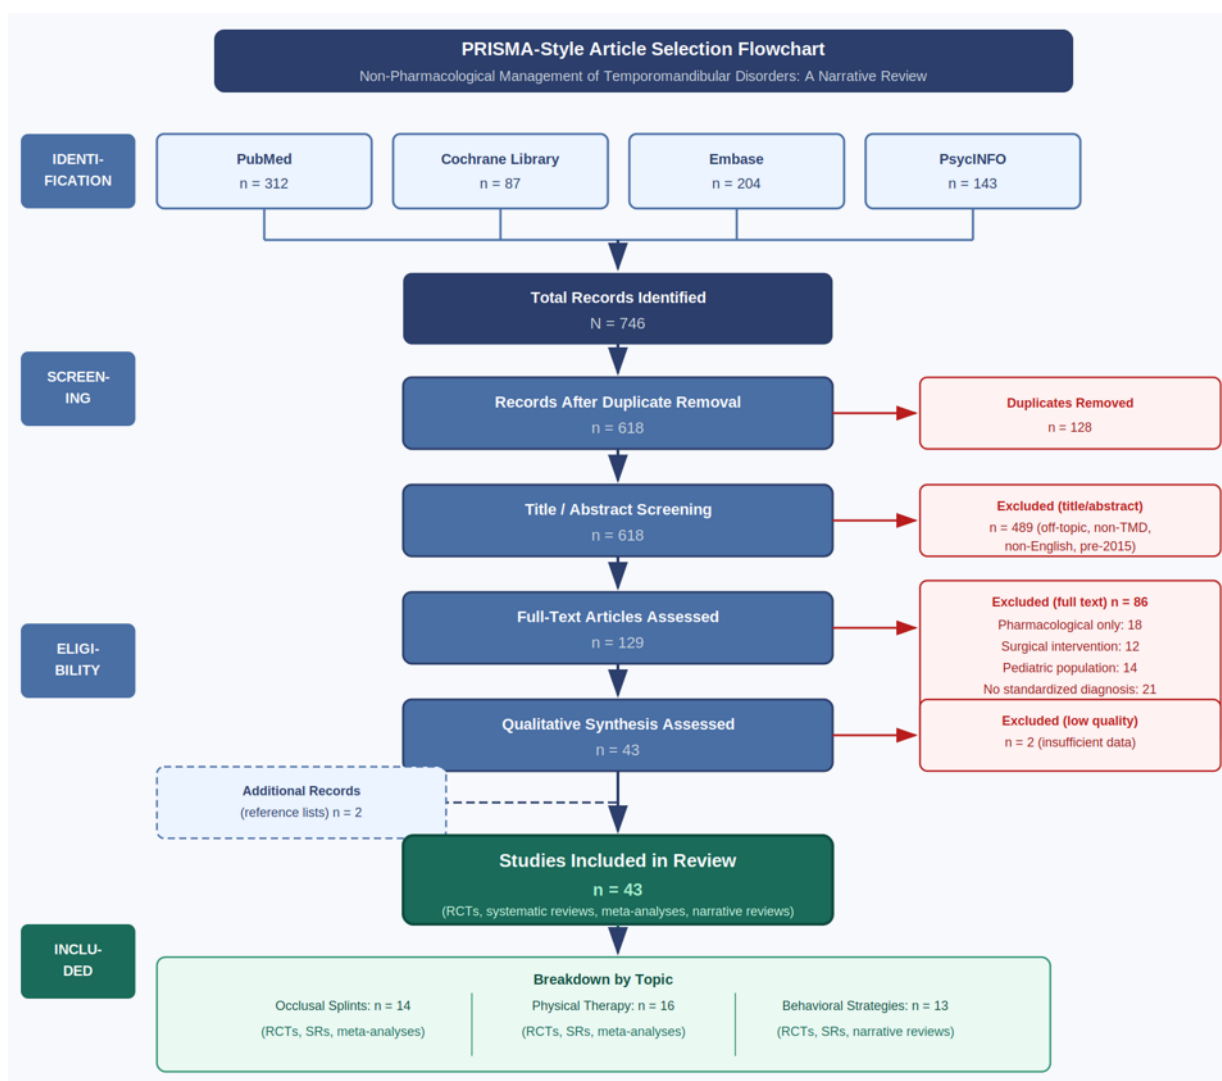 PRISMA-Style Article Selection Flowchart
Non-Pharmacological Management of Temporomandibular Disorders: A Narrative Review
IDENTI-
FICATION
PubMed
n = 312
Cochrane Library
n = 87
Embase
n = 204
PsycINFO
n = 143
Total Records Identified
N = 746
SCREEN-
ING
Records After Duplicate Removal
n = 618
Duplicates Removed
n = 128
Title / Abstract Screening
n = 618
Excluded (title/abstract)
n = 489 (off-topic, non-TMD,
non-English, pre-2015)
ELIGI-
BILITY
Full-Text Articles Assessed
n = 129
Excluded (full text) n = 86
Pharmacological only: 18
Surgical intervention: 12
Pediatric population: 14
No standardized diagnosis: 21
Qualitative Synthesis Assessed
n = 43
Excluded (low quality)
n = 2 (insufficient data)
Additional Records
(reference lists) n = 2
Studies Included in Review
n = 43
(RCTs, systematic reviews, meta-analyses, narrative reviews)
INCLU-
DED
Breakdown by Topic
Occlusal Splints: n = 14
(RCTs, SRs, meta-analyses)
Physical Therapy: n = 16
(RCTs, SRs, meta-analyses)
Behavioral Strategies: n = 13
(RCTs, SRs, narrative reviews)